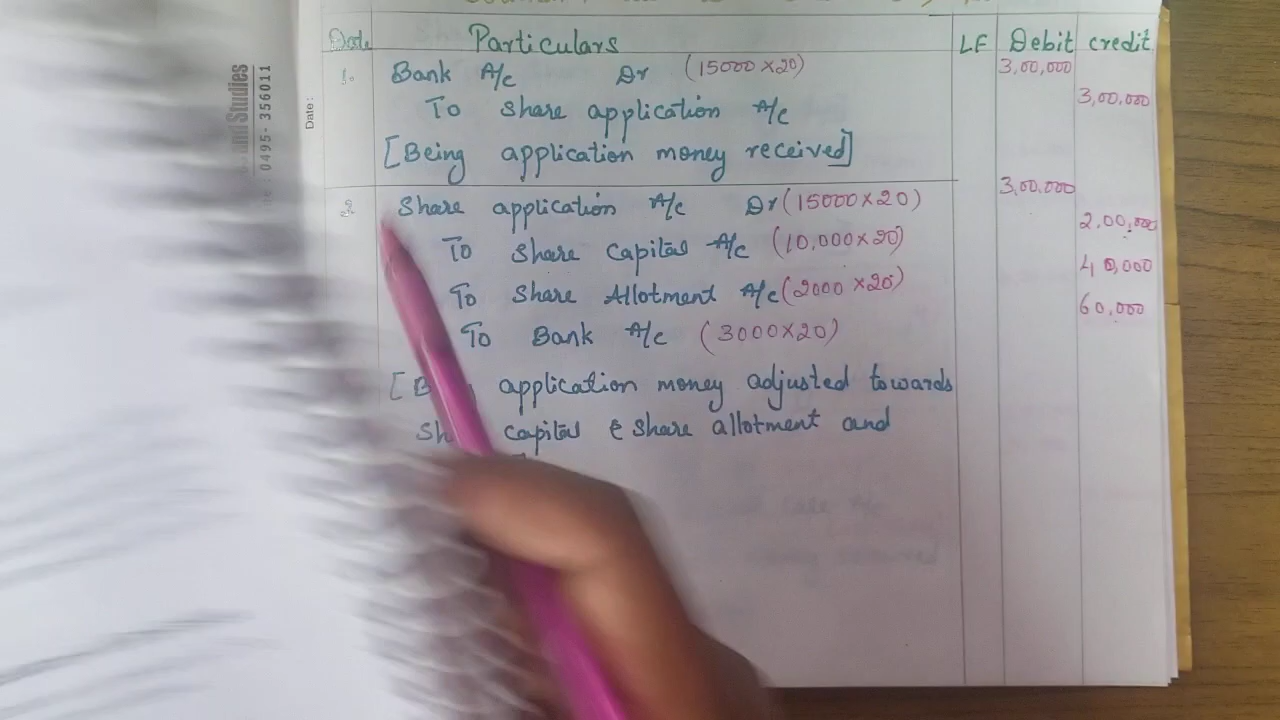 Date Particulars LF Debit credit
1. Bank A/c Dr (15000 x 20) 3,00,000
To Share application A/c 3,00,000
[Being application money received]
2. Share application A/c Dr (15000 x 20) 3,00,000
To Share Capital A/c (10,000 x 20) 2,00,000
To Share Allotment A/c (2000 x 20) 40,000
To Bank A/c (3000 x 20) 60,000
application money adjusted towards
capital & Share allotment and
Date :
and Studies
0495- 356011